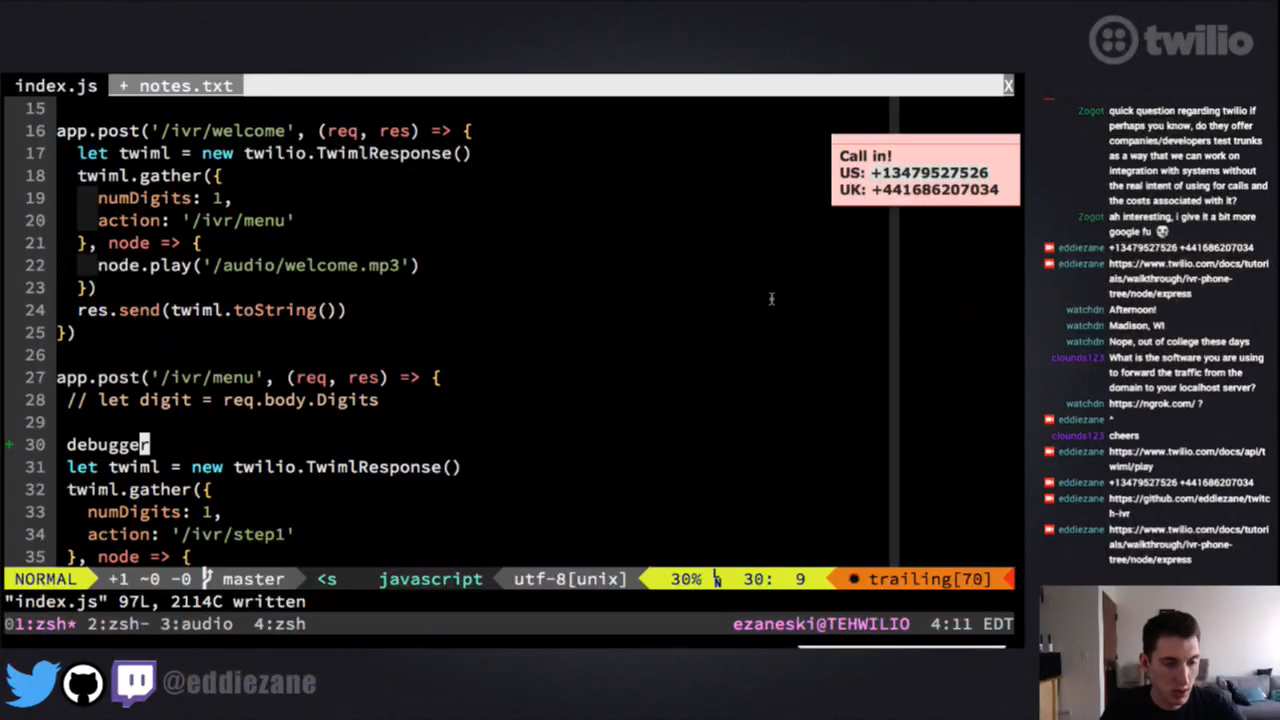 twilio
index.js + notes.txt X
15
16 app.post('/ivr/welcome', (req, res) => {
17 let twiml = new twilio.TwimlResponse()
18 twiml.gather({
19 numDigits: 1,
20 action: '/ivr/menu'
21 }, node => {
22 node.play('/audio/welcome.mp3')
23 })
24 res.send(twiml.toString())
25 })
26
27 app.post('/ivr/menu', (req, res) => {
28 // let digit = req.body.Digits
29
+ 30 debugger
31 let twiml = new twilio.TwimlResponse()
32 twiml.gather({
33 numDigits: 1,
34 action: '/ivr/step1'
35 }, node => {
NORMAL +1 ~0 -0 master <s javascript utf-8[unix] 30% LN 30: 9 trailing[70]
"index.js" 97L, 2114C written
01:zsh* 2:zsh- 3:audio 4:zsh ezaneski@TEHWILIO 4:11 EDT
Call in!
US: +13479527526
UK: +441686207034
Zogot quick question regarding twilio if
perhaps you know, do they offer
companies/developers test trunks
as a way that we can work on
integration with systems without
the real intent of using for calls and
the costs associated with it?
Zogot ah interesting, i give it a bit more
google fu
eddiezane +13479527526 +441686207034
eddiezane https://www.twilio.com/docs/tutori
als/walkthrough/ivr-phone-
tree/node/express
watchdn Afternoon!
watchdn Madison, WI
watchdn Nope, out of college these days
clounds123 What is the software you are using
to forward the traffic from the
domain to your localhost server?
watchdn https://ngrok.com/ ?
eddiezane ^
clounds123 cheers
eddiezane https://www.twilio.com/docs/api/t
wiml/play
eddiezane +13479527526 +441686207034
eddiezane https://github.com/eddiezane/twitc
h-ivr
eddiezane https://www.twilio.com/docs/tutori
als/walkthrough/ivr-phone-
tree/node/express
@eddiezane